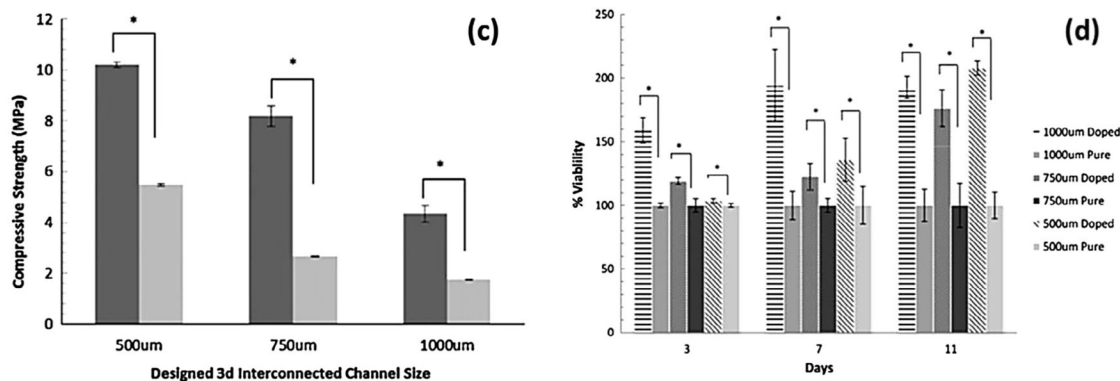 (c)
Compressive Strength (MPa)
12
10
8
6
4
2
0
*
*
*
500um
750um
1000um
Designed 3d Interconnected Channel Size
(d)
% Viablility
250
200
150
100
50
0
*
*
*
*
*
*
*
*
*
3
7
11
Days
1000um Doped
1000um Pure
750um Doped
750um Pure
500um Doped
500um Pure